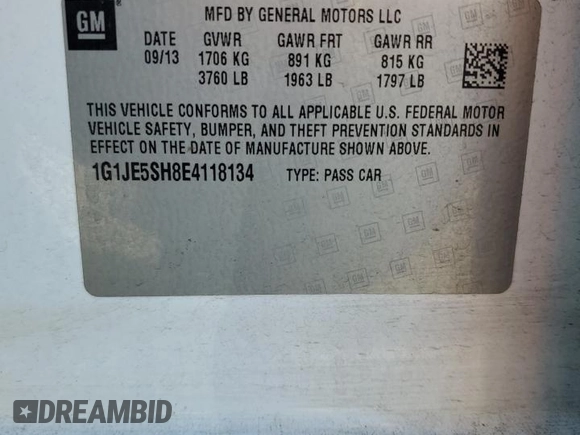 GM
®
MFD BY GENERAL MOTORS LLC
DATE GVWR GAWR FRT GAWR RR
09/13 1706 KG 891 KG 815 KG
3760 LB 1963 LB 1797 LB
THIS VEHICLE CONFORMS TO ALL APPLICABLE U.S. FEDERAL MOTOR
VEHICLE SAFETY, BUMPER, AND THEFT PREVENTION STANDARDS IN
EFFECT ON THE DATE OF MANUFACTURE SHOWN ABOVE.
1G1JE5SH8E4118134 TYPE: PASS CAR
DREAMBID